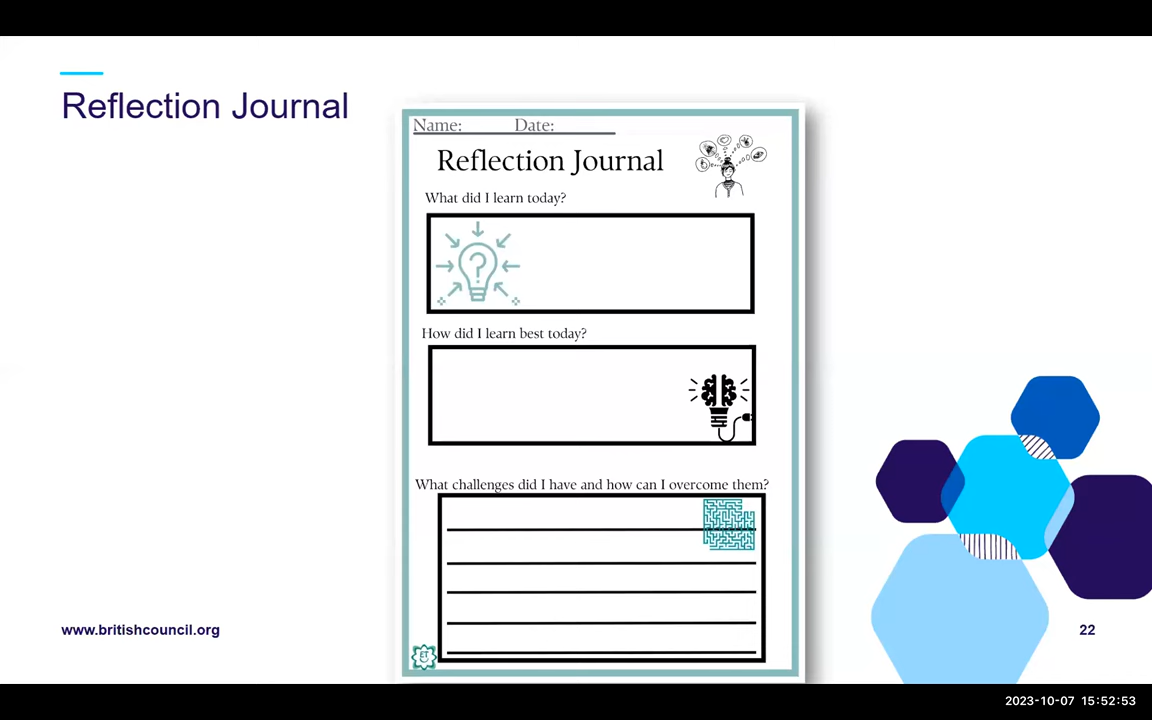 Reflection Journal
Name: Date:
Reflection Journal
What did I learn today?
?
How did I learn best today?
What challenges did I have and how can I overcome them?
ET
www.britishcouncil.org
22
2023-10-07 15:52:53